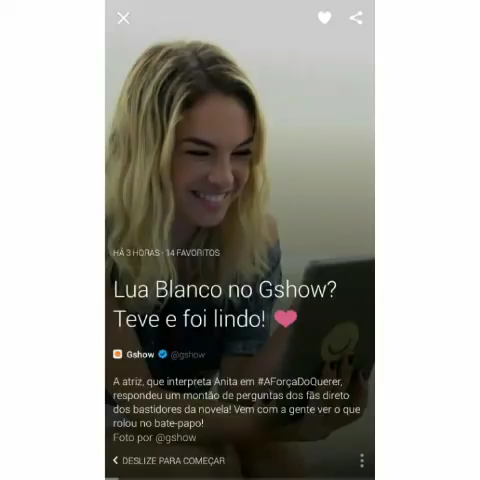 HÁ 3 HORAS · 14 FAVORITOS
Lua Blanco no Gshow?
Teve e foi lindo!
Gshow @gshow
A atriz, que interpreta Anita em #AForçaDoQuerer,
respondeu um montão de perguntas dos fãs direto
dos bastidores da novela! Vem com a gente ver o que
rolou no bate-papo!
Foto por @gshow
DESLIZE PARA COMEÇAR